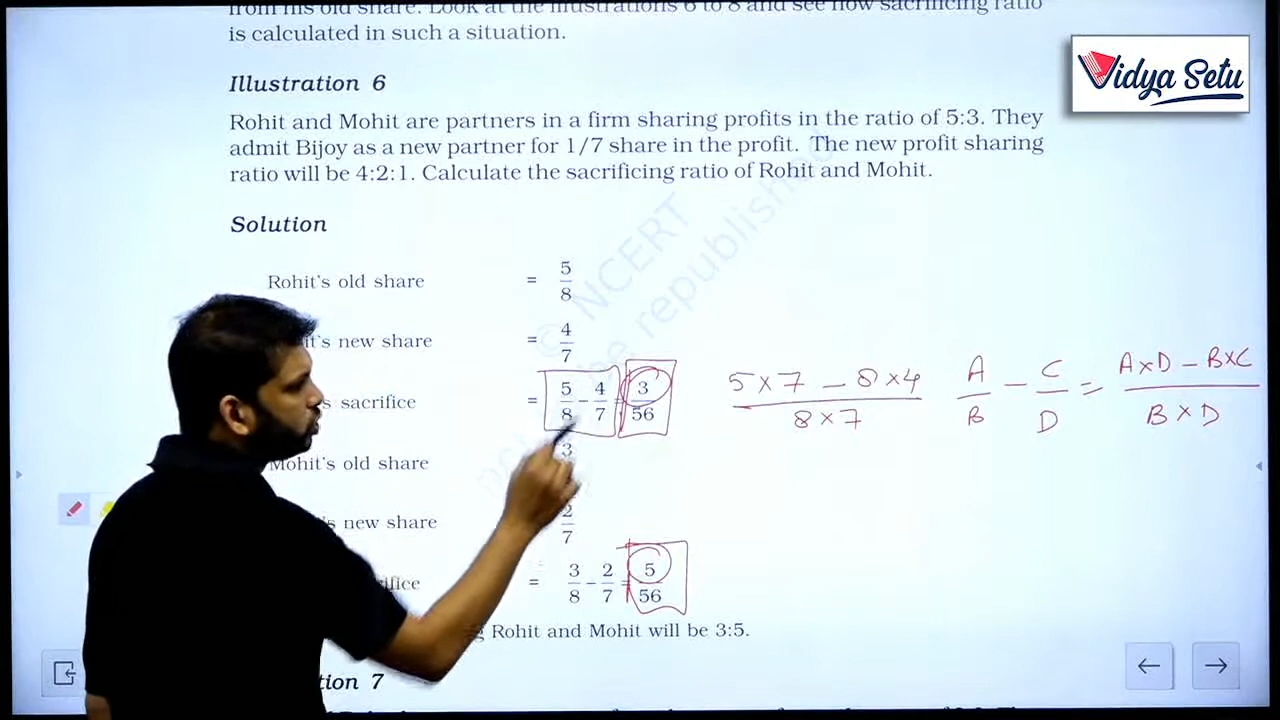 from his old share. Look at the illustrations 6 to 8 and see how sacrificing ratio
is calculated in such a situation.
Vidya Setu
Illustration 6
Rohit and Mohit are partners in a firm sharing profits in the ratio of 5:3. They
admit Bijoy as a new partner for 1/7 share in the profit. The new profit sharing
ratio will be 4:2:1. Calculate the sacrificing ratio of Rohit and Mohit.
© NCERT
republished
Solution
Rohit's old share = 5/8
's new share = 4/7
sacrifice = 5/8 - 4/7 = 3/56
5×7 - 8×4 / 8×7
A/B - C/D = A×D - B×C / B×D
Mohit's old share 3
's new share 2/7
= 3/8 - 2/7 = 5/56
Rohit and Mohit will be 3:5.
tion 7